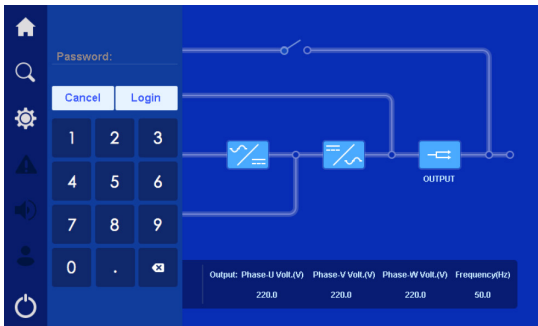 Password:
Cancel Login
1 2 3
4 5 6
7 8 9
0 .
OUTPUT
Output: Phase-U Volt.(V) Phase-V Volt.(V) Phase-W Volt.(V) Frequency(Hz)
220.0 220.0 220.0 50.0